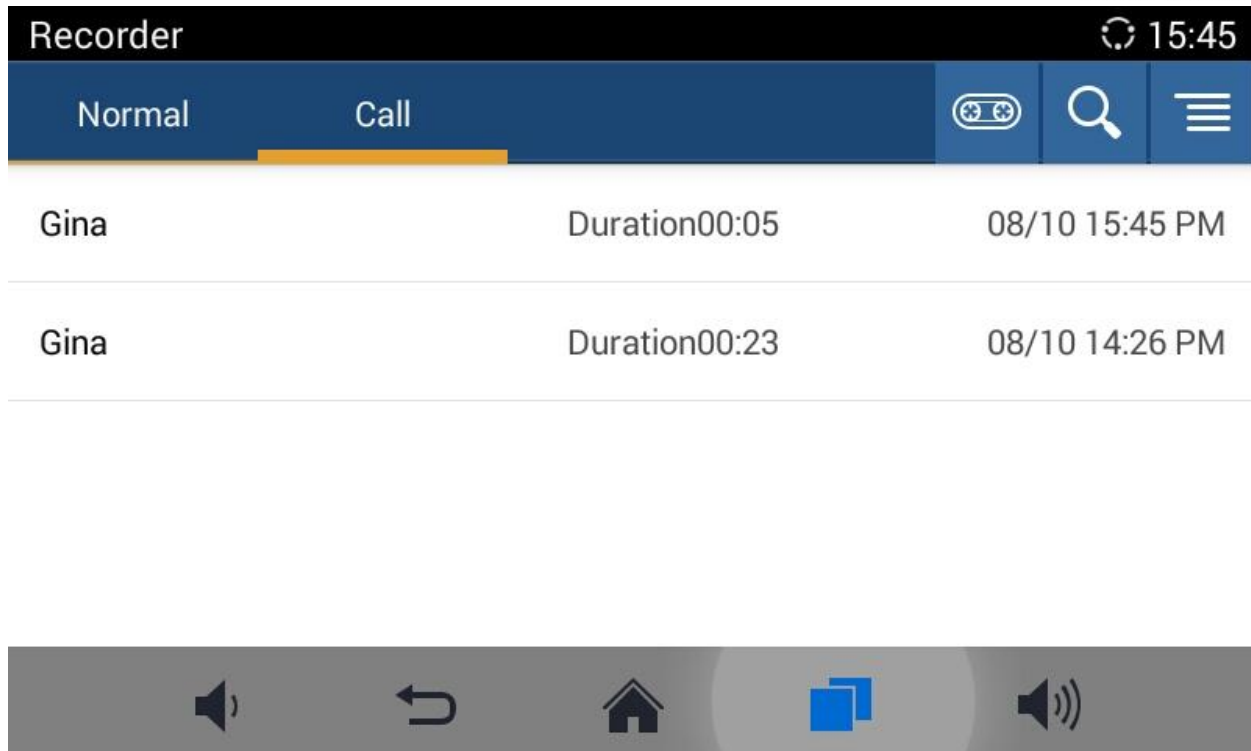 Recorder 15:45
Normal Call
Gina Duration00:05 08/10 15:45 PM
Gina Duration00:23 08/10 14:26 PM